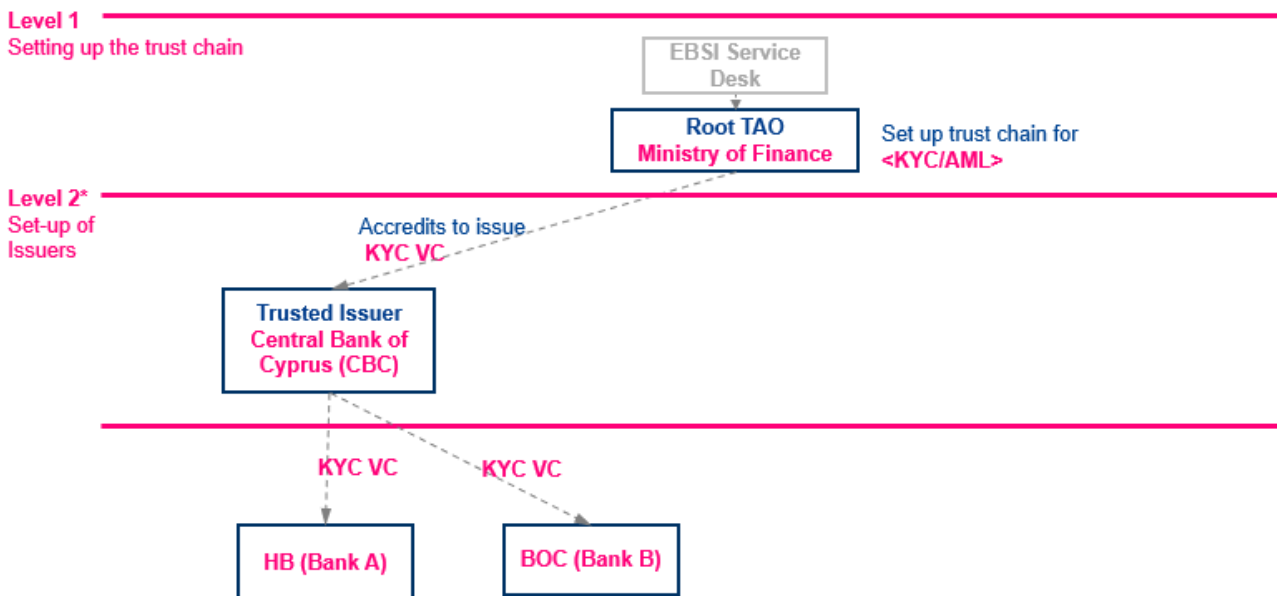 Level 1
Setting up the trust chain
EBSI Service
Desk
Root TAO
Ministry of Finance
Set up trust chain for
<KYC/AML>
Level 2*
Set-up of
Issuers
Accredits to issue
KYC VC
Trusted Issuer
Central Bank of
Cyprus (CBC)
KYC VC
KYC VC
HB (Bank A)
BOC (Bank B)